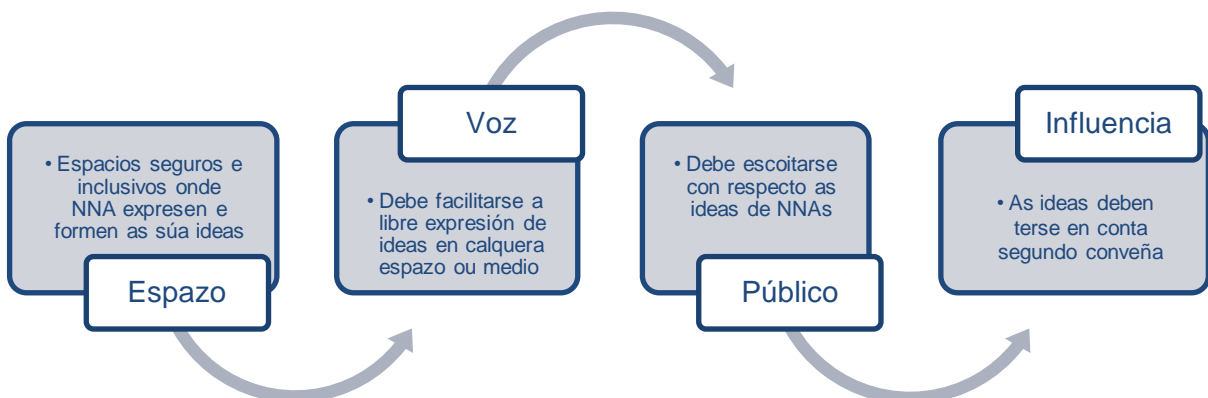 • Espacios seguros e
inclusivos onde
NNA expresen e
formen as súa ideas
Espazo
Voz
• Debe facilitarse a
libre expresión de
ideas en calquera
espazo ou medio
• Debe escoitarse
con respecto as
ideas de NNAs
Público
Influencia
• As ideas deben
terse en conta
segundo conveña